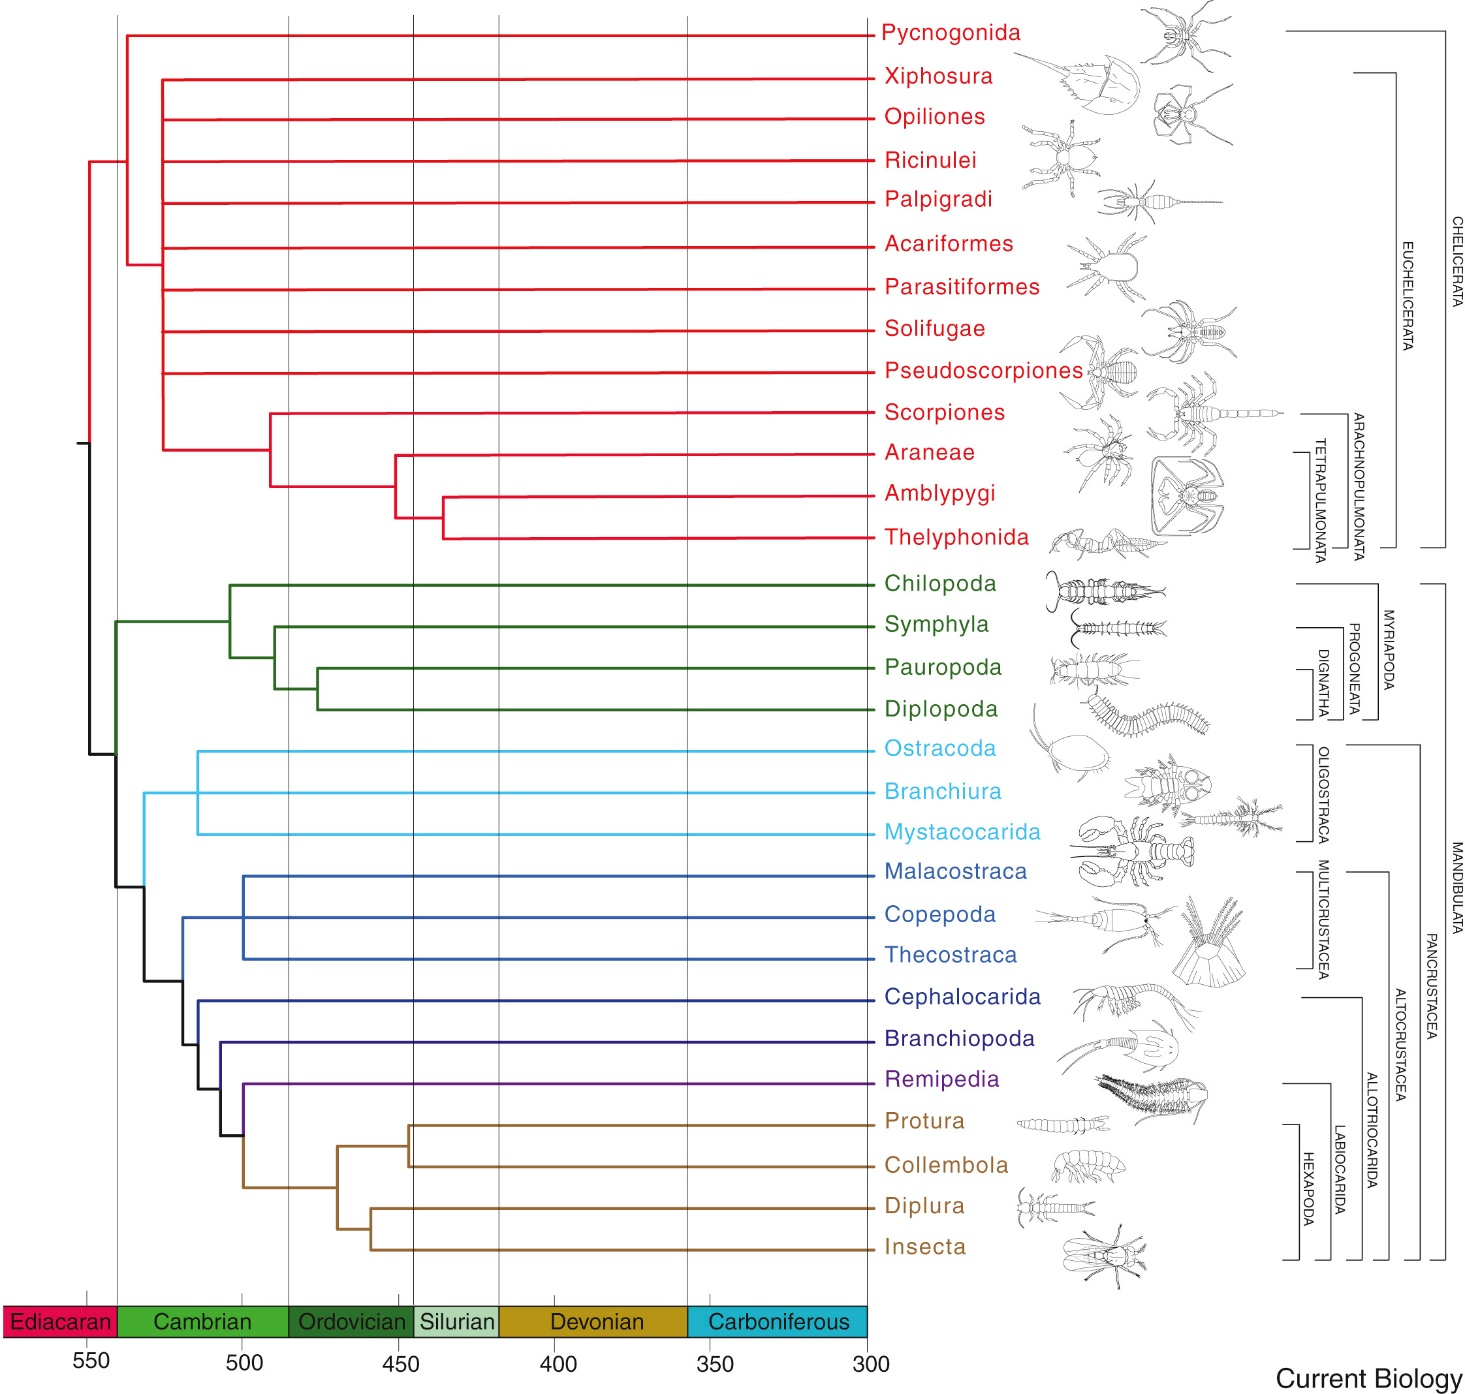 Pycnogonida
Xiphosura
Opiliones
Ricinulei
Palpigradi
Acariformes
Parasitiformes
Solifugae
Pseudoscorpiones
Scorpiones
Araneae
Amblypygi
Thelyphonida
Chilopoda
Symphyla
Pauropoda
Diplopoda
Ostracoda
Branchiura
Mystacocarida
Malacostraca
Copepoda
Thecostraca
Cephalocarida
Branchiopoda
Remipedia
Protura
Collembola
Diplura
Insecta
TETRAPULMONATA
ARACHNOPULMONATA
EUCHELICERATA
CHELICERATA
DIGNATHA
PROGONEATA
MYRIAPODA
OLIGOSTRACA
MULTICRUSTACEA
HEXAPODA
LABIOCARIDA
ALLOTRIOCARIDA
ALTOCRUSTACEA
PANCRUSTACEA
MANDIBULATA
Ediacaran Cambrian Ordovician Silurian Devonian Carboniferous
550 500 450 400 350 300
Current Biology